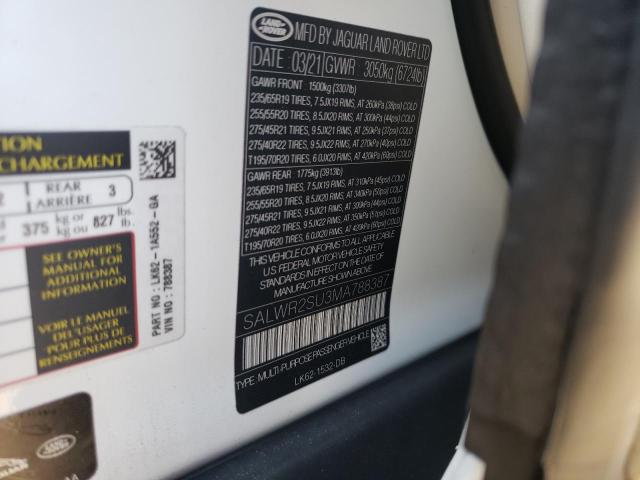 LAND ROVER
MFD BY JAGUAR LAND ROVER LTD
DATE 03/21 GVWR 3050kg (6724lb)
GAWR FRONT 1500kg (3307lb)
235/65R19 TIRES, 7.5JX19 RIMS, AT 260kPa (38psi) COLD
255/55R20 TIRES, 8.5JX20 RIMS, AT 300kPa (44psi) COLD
275/45R21 TIRES, 9.5JX21 RIMS, AT 250kPa (37psi) COLD
275/40R22 TIRES, 9.5JX22 RIMS, AT 270kPa (40psi) COLD
T195/70R20 TIRES, 6.0JX20 RIMS, AT 420kPa (60psi) COLD
GAWR REAR 1775kg (3913lb)
235/65R19 TIRES, 7.5JX19 RIMS, AT 310kPa (45psi) COLD
255/55R20 TIRES, 8.5JX20 RIMS, AT 340kPa (50psi) COLD
275/45R21 TIRES, 9.5JX21 RIMS, AT 300kPa (44psi) COLD
275/40R22 TIRES, 9.5JX22 RIMS, AT 350kPa (51psi) COLD
T195/70R20 TIRES, 6.0JX20 RIMS, AT 420kPa (60psi) COLD
THIS VEHICLE CONFORMS TO ALL APPLICABLE
U.S. FEDERAL MOTOR VEHICLE SAFETY
STANDARDS IN EFFECT ON THE DATE OF
MANUFACTURE SHOWN ABOVE
SALWR2SU3MA788387
TYPE: MULTI-PURPOSE PASSENGER VEHICLE
LK62-1532-DB
TION
CHARGEMENT
2 REAR ARRIÈRE 3
375 kg or kg ou 827 lbs. lb.
SEE OWNER'S
MANUAL FOR
ADDITIONAL
INFORMATION
VOIR LE MANUEL
DE L'USAGER
POUR PLUS DE
RENSEIGNEMENTS
PART NO : LK62-1A552-GA
VIN NO : 788387
LAND ROVER